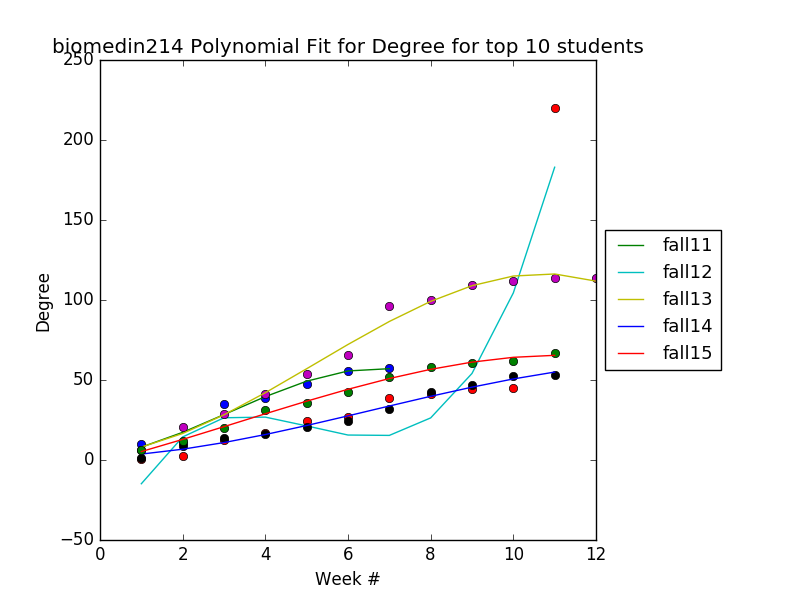 biomedin214 Polynomial Fit for Degree for top 10 students
250
200
150
100
50
0
−50
Degree
0 2 4 6 8 10 12
Week #
fall11
fall12
fall13
fall14
fall15